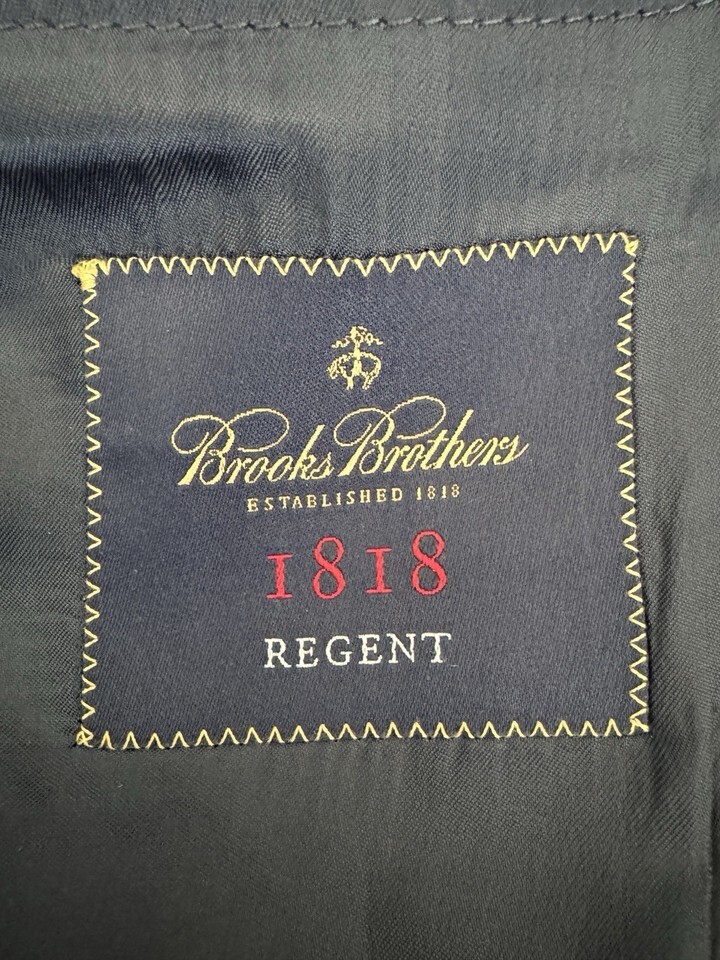 Brooks Brothers
ESTABLISHED 1818
1818
REGENT